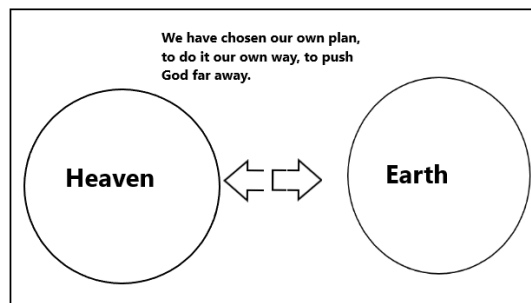 We have chosen our own plan,
to do it our own way, to push
God far away.
Heaven
Earth